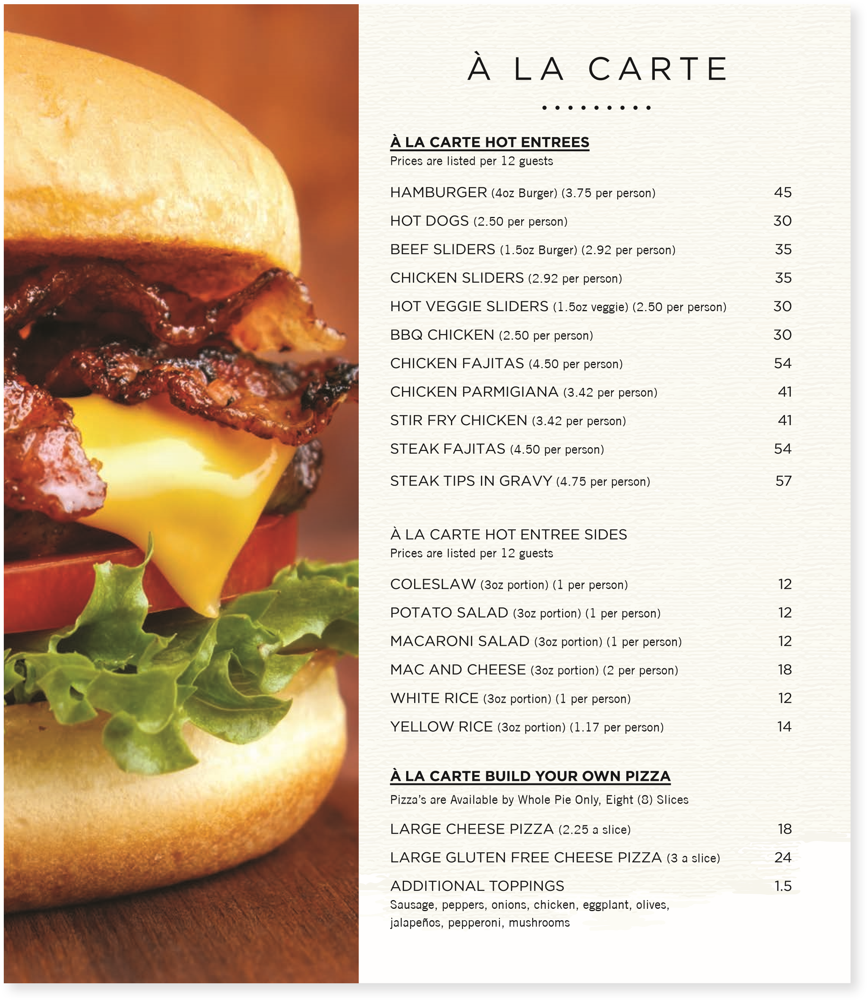 À LA CARTE
À LA CARTE HOT ENTREES
Prices are listed per 12 guests
HAMBURGER (4oz Burger) (3.75 per person) 45
HOT DOGS (2.50 per person) 30
BEEF SLIDERS (1.5oz Burger) (2.92 per person) 35
CHICKEN SLIDERS (2.92 per person) 35
HOT VEGGIE SLIDERS (1.5oz veggie) (2.50 per person) 30
BBQ CHICKEN (2.50 per person) 30
CHICKEN FAJITAS (4.50 per person) 54
CHICKEN PARMIGIANA (3.42 per person) 41
STIR FRY CHICKEN (3.42 per person) 41
STEAK FAJITAS (4.50 per person) 54
STEAK TIPS IN GRAVY (4.75 per person) 57
À LA CARTE HOT ENTREE SIDES
Prices are listed per 12 guests
COLESLAW (3oz portion) (1 per person) 12
POTATO SALAD (3oz portion) (1 per person) 12
MACARONI SALAD (3oz portion) (1 per person) 12
MAC AND CHEESE (3oz portion) (2 per person) 18
WHITE RICE (3oz portion) (1 per person) 12
YELLOW RICE (3oz portion) (1.17 per person) 14
À LA CARTE BUILD YOUR OWN PIZZA
Pizza’s are Available by Whole Pie Only, Eight (8) Slices
LARGE CHEESE PIZZA (2.25 a slice) 18
LARGE GLUTEN FREE CHEESE PIZZA (3 a slice) 24
ADDITIONAL TOPPINGS 1.5
Sausage, peppers, onions, chicken, eggplant, olives,
jalapeños, pepperoni, mushrooms